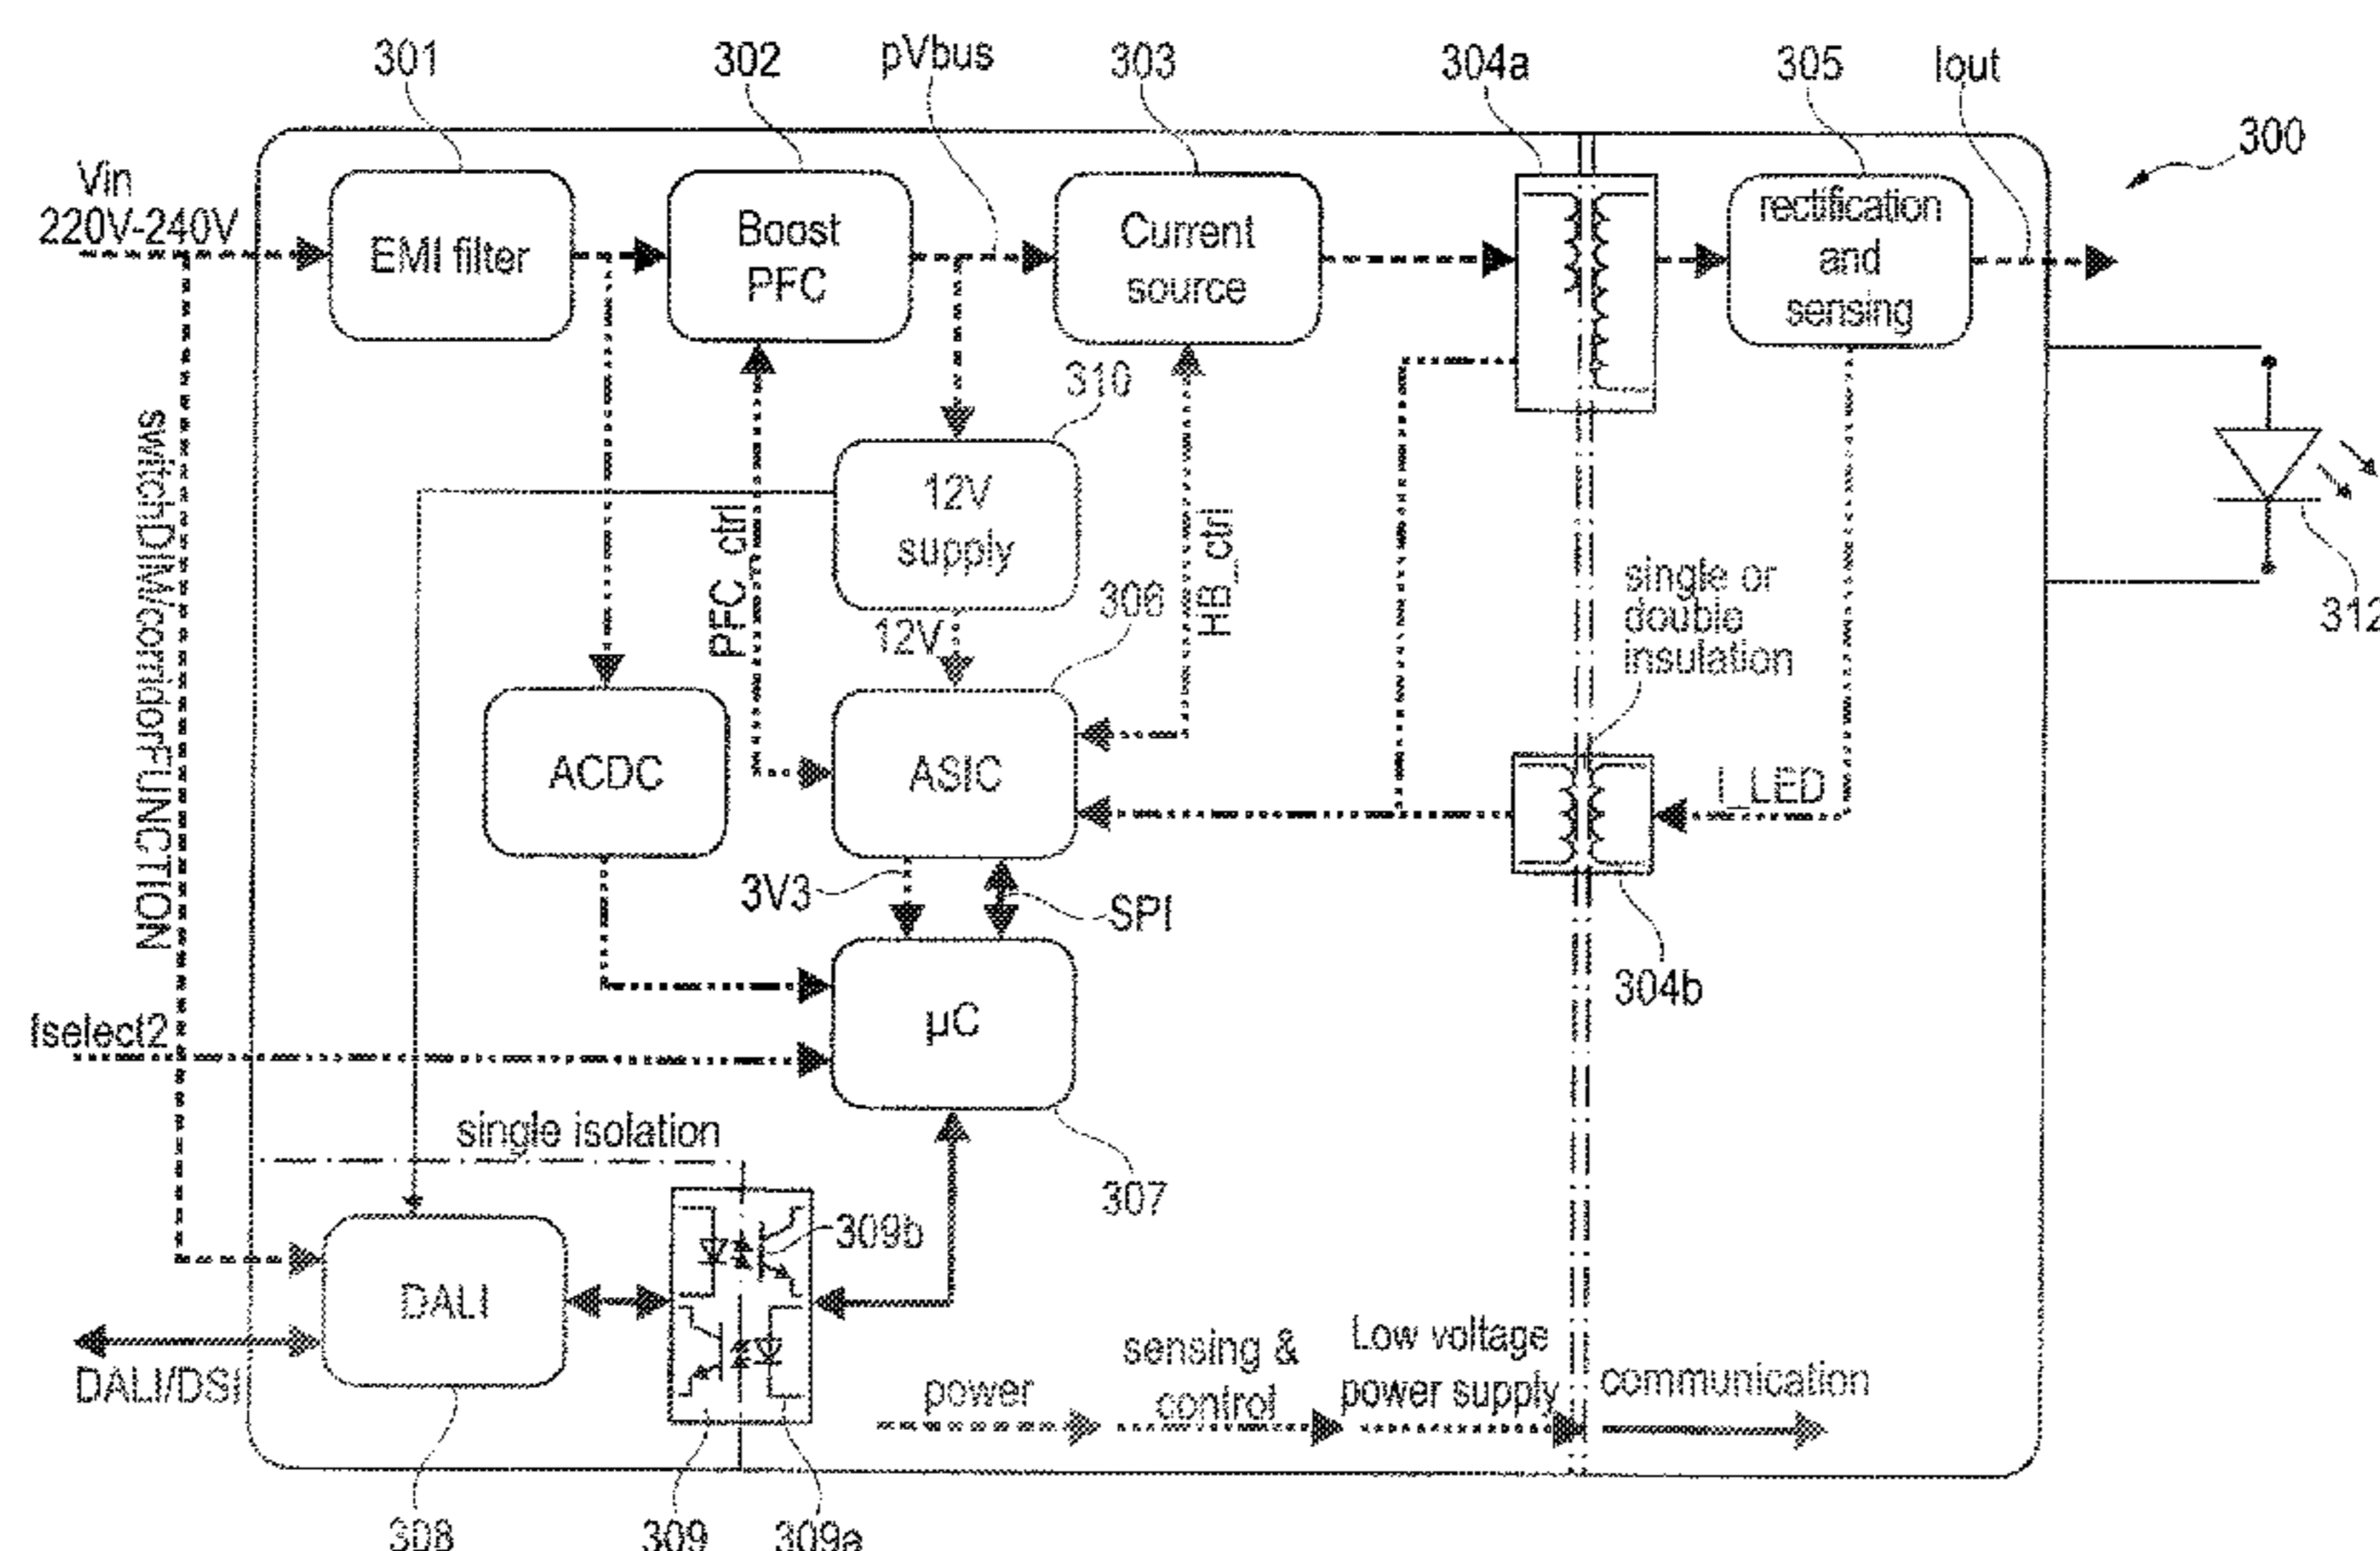 301
302
pVbus
303
304a
305
Iout
300
Vin
220V-240V
EMI filter
Boost
PFC
Current
source
rectification
and
sensing
310
12V
supply
switchDIM/corridorFUNCTION
PFC_ctrl
HB_ctrl
single or
double
insulation
312
12V
306
ACDC
ASIC
I_LED
3V3
SPI
304b
Iselect2
µC
single isolation
307
309b
DALI
DALI/DSI
power
sensing &
control
Low voltage
power supply
communication
308
309
309a